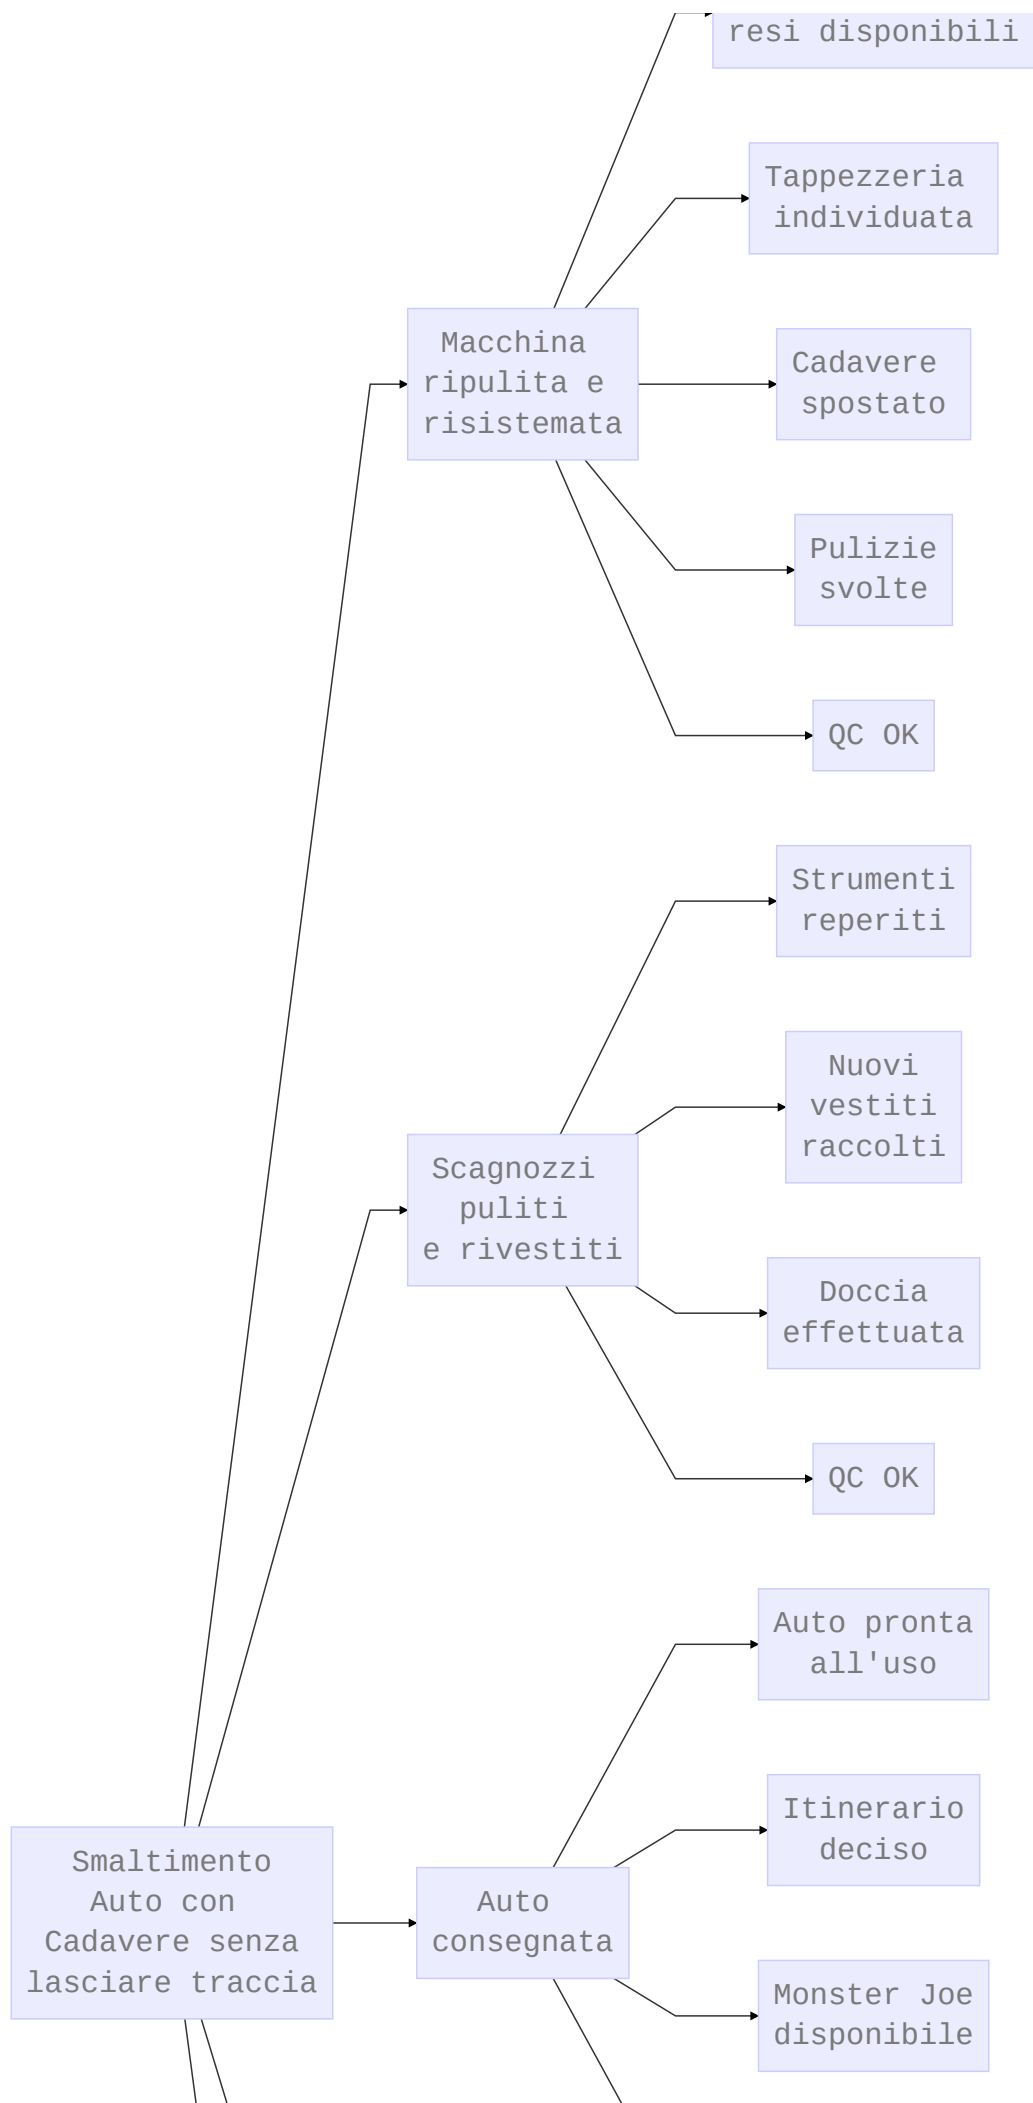 resi disponibili
Tappezzeria
individuata
Macchina
ripulita e
risistemata
Cadavere
spostato
Pulizie
svolte
QC OK
Strumenti
reperiti
Nuovi
vestiti
raccolti
Scagnozzi
puliti
e rivestiti
Doccia
effettuata
QC OK
Auto pronta
all'uso
Itinerario
deciso
Smaltimento
Auto con
Cadavere senza
lasciare traccia
Auto
consegnata
Monster Joe
disponibile